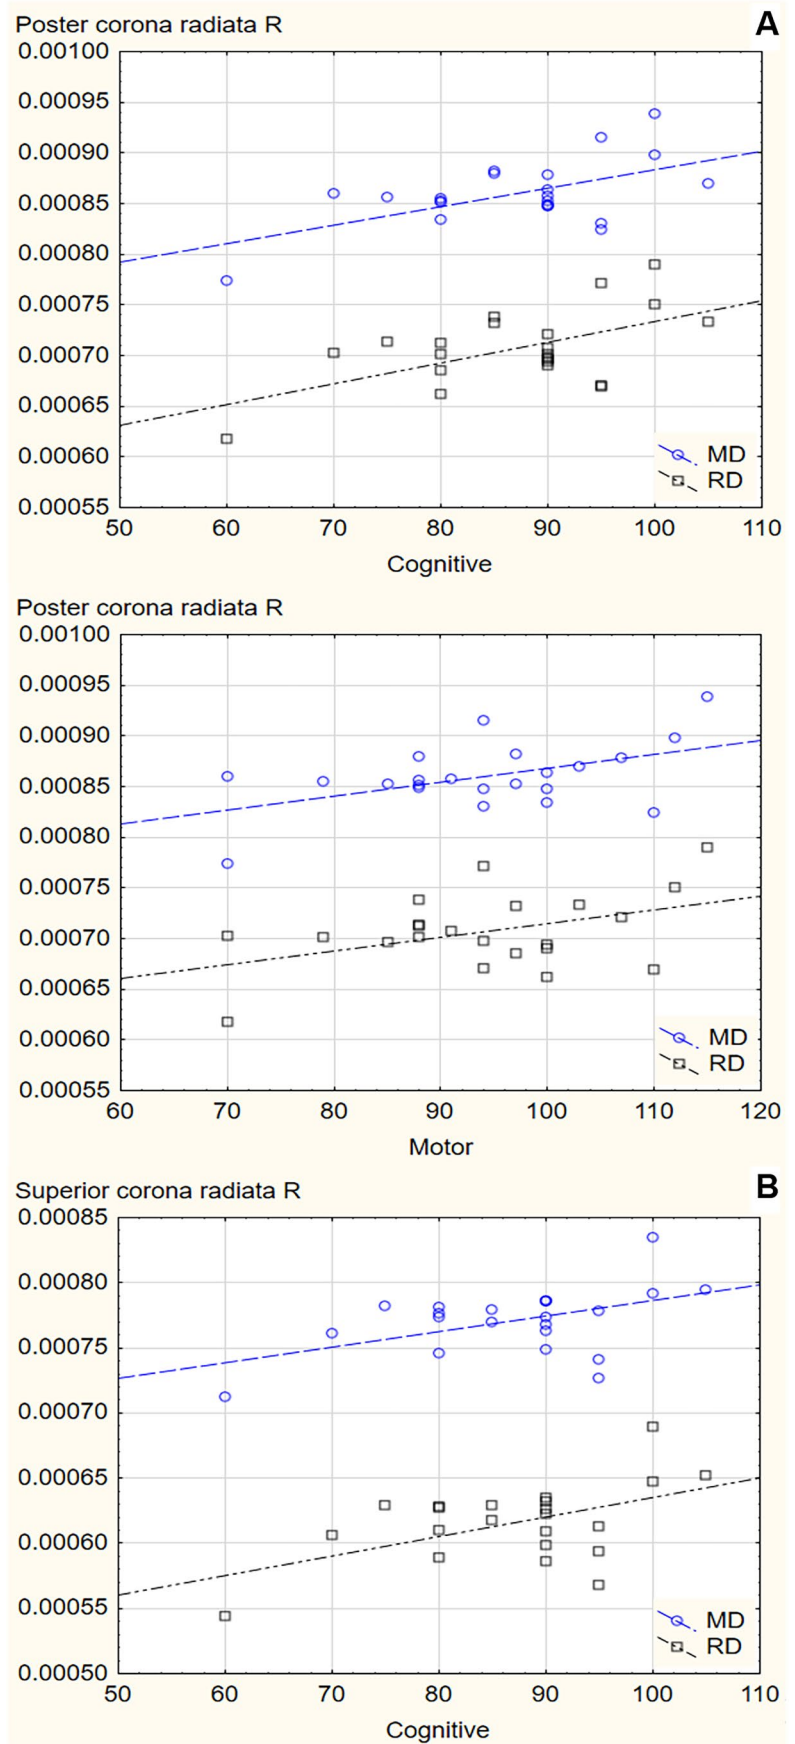 Poster corona radiata R A
0.00100
0.00095
0.00090
0.00085
0.00080
0.00075
0.00070
0.00065
0.00060
0.00055
MD
RD
50 60 70 80 90 100 110
Cognitive
Poster corona radiata R
0.00100
0.00095
0.00090
0.00085
0.00080
0.00075
0.00070
0.00065
0.00060
0.00055
MD
RD
60 70 80 90 100 110 120
Motor
Superior corona radiata R B
0.00085
0.00080
0.00075
0.00070
0.00065
0.00060
0.00055
0.00050
MD
RD
50 60 70 80 90 100 110
Cognitive